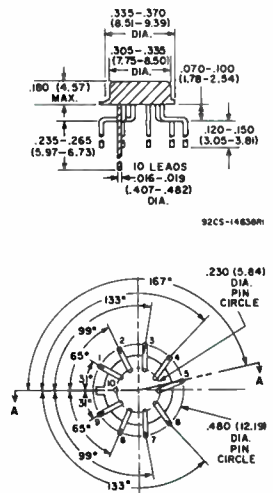 .335-.370
(8.51-9.39)
DIA.
.305-.335
(7.75-8.50)
DIA.
.070-.100
(1.78-2.54)
.180 (4.57)
MAX.
.235-.265
(5.97-6.73)
.120-.150
(3.05-3.81)
10 LEADS
.016-.019
(.407-.482)
DIA.
92CS-14638R1
167°
.230 (5.84)
DIA.
PIN
CIRCLE
133°
99°
65°
31°
1
2
3
4
5
10
A
A
31°
9
8
7
6
65°
99°
133°
.480 (12.19)
DIA.
PIN
CIRCLE